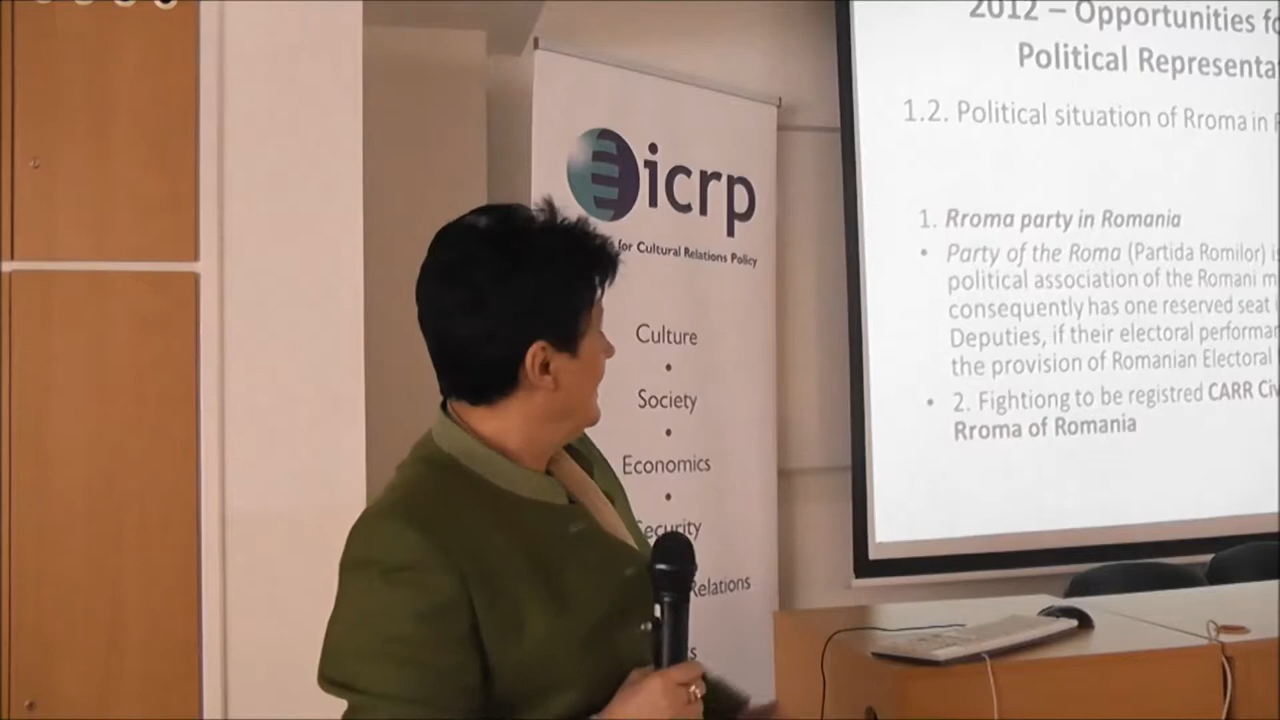 icrp
for Cultural Relations Policy
Culture
•
Society
•
Economics
•
Security
Relations
2012 – Opportunities fo
Political Representa
1.2. Political situation of Rroma in
1. Rroma party in Romania
• Party of the Roma (Partida Romilor) i
political association of the Romani m
consequently has one reserved seat
Deputies, if their electoral performan
the provision of Romanian Electoral
• 2. Fightiong to be registred CARR Civ
Rroma of Romania